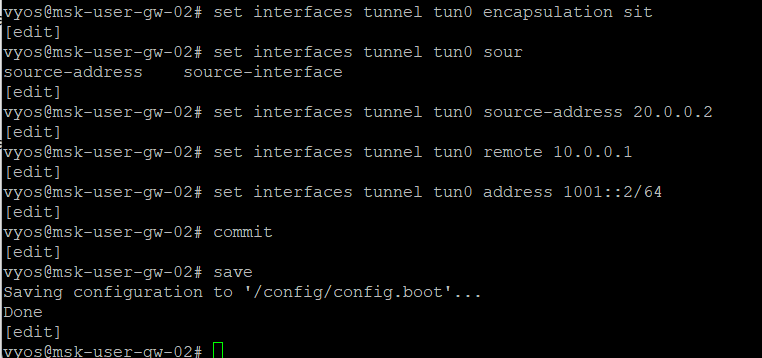 vyos@msk-user-gw-02# set interfaces tunnel tun0 encapsulation sit
[edit]
vyos@msk-user-gw-02# set interfaces tunnel tun0 sour
source-address    source-interface
[edit]
vyos@msk-user-gw-02# set interfaces tunnel tun0 source-address 20.0.0.2
[edit]
vyos@msk-user-gw-02# set interfaces tunnel tun0 remote 10.0.0.1
[edit]
vyos@msk-user-gw-02# set interfaces tunnel tun0 address 1001::2/64
[edit]
vyos@msk-user-gw-02# commit
[edit]
vyos@msk-user-gw-02# save
Saving configuration to '/config/config.boot'...
Done
[edit]
vyos@msk-user-gw-02#